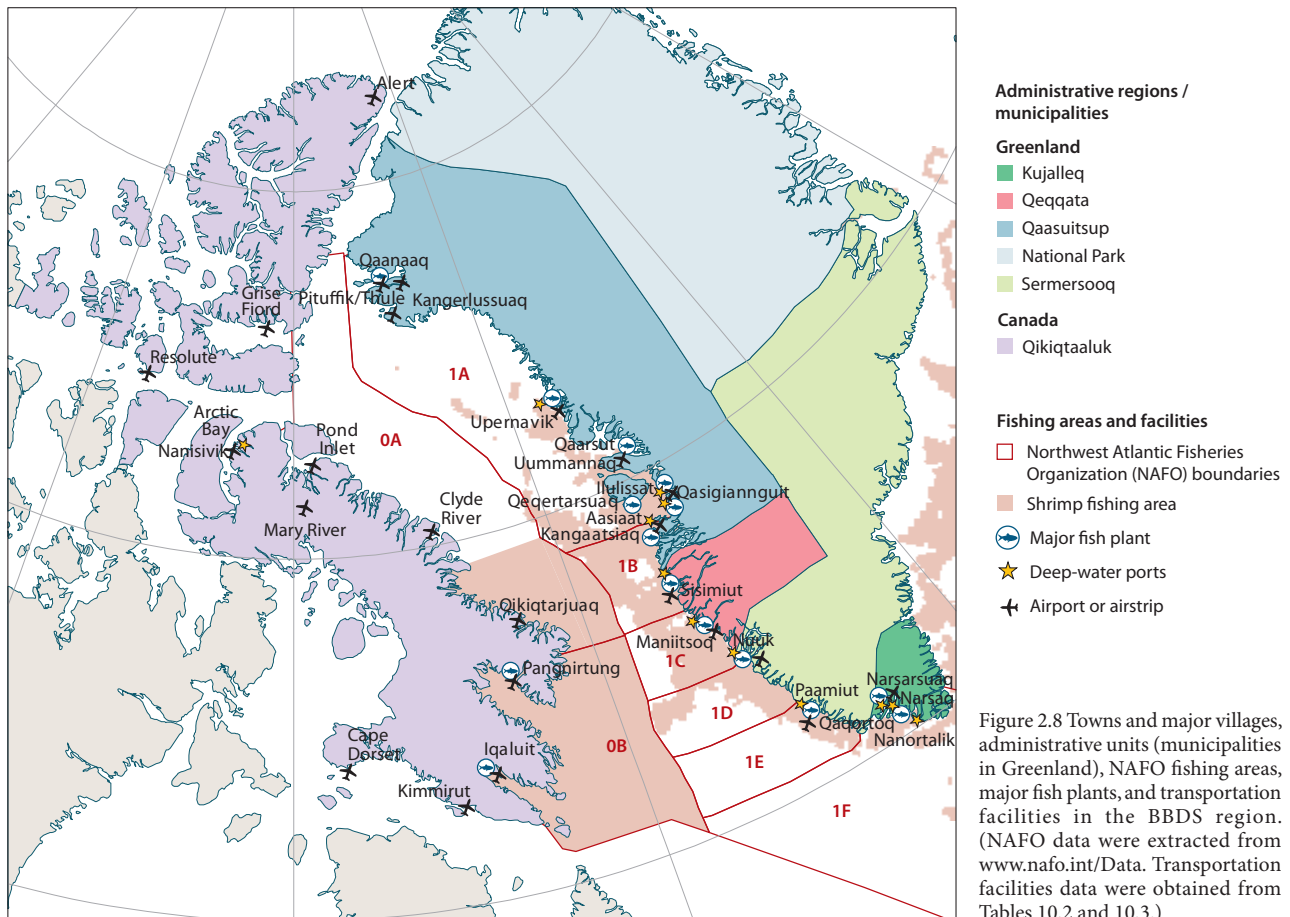 Alert
Qaanaaq
Pituffik/Thule
Kangerlussuaq
Grise
Fiord
Resolute
1A
0A
Upernavik
Arctic
Bay
Nanisivik
Pond
Inlet
Qaarsut
Uummannaq
Ilulissat
Qasigiannguit
Qeqertarsuaq
Aasiaat
Kangaatsiaq
Clyde
River
Mary River
1B
Sisimiut
Qikiqtarjuaq
Maniitsoq
Nuuk
1C
Pangnirtung
Narsarsuaq
Paamiut
Narsaq
1D
Qaqortoq
Nanortalik
0B
Cape
Dorset
Iqaluit
1E
Kimmirut
1F
Administrative regions /
municipalities
Greenland
Kujalleq
Qeqqata
Qaasuitsup
National Park
Sermersooq
Canada
Qikiqtaaluk
Fishing areas and facilities
Northwest Atlantic Fisheries
Organization (NAFO) boundaries
Shrimp fishing area
Major fish plant
Deep-water ports
Airport or airstrip
Figure 2.8 Towns and major villages,
administrative units (municipalities
in Greenland), NAFO fishing areas,
major fish plants, and transportation
facilities in the BBDS region.
(NAFO data were extracted from
www.nafo.int/Data. Transportation
facilities data were obtained from
Tables 10.2 and 10.3.)